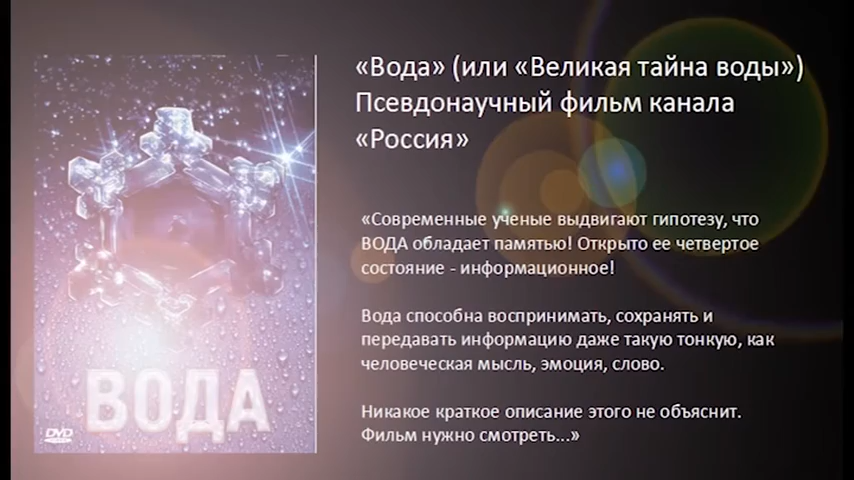 «Вода» (или «Великая тайна воды»)
Псевдонаучный фильм канала
«Россия»
«Современные ученые выдвигают гипотезу, что
ВОДА обладает памятью! Открыто ее четвертое
состояние - информационное!
Вода способна воспринимать, сохранять и
передавать информацию даже такую тонкую, как
человеческая мысль, эмоция, слово.
Никакое краткое описание этого не объяснит.
Фильм нужно смотреть...»
ВОДА
DVD